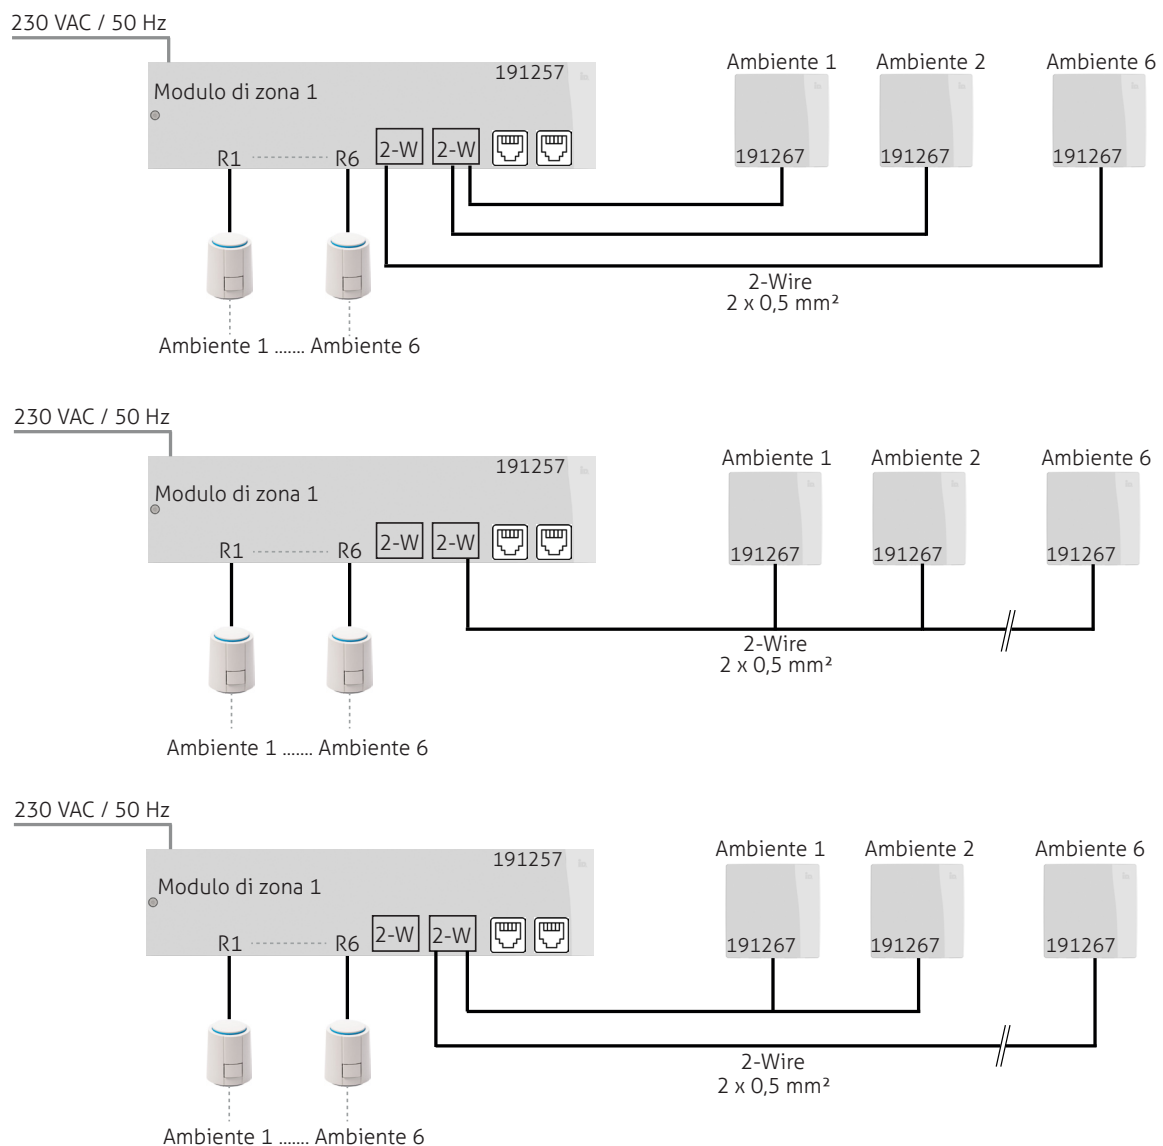 230 VAC / 50 Hz
Ambiente 1 Ambiente 2 Ambiente 6
191257
Modulo di zona 1
R1 R6 2-W 2-W
191267 191267 191267
2-Wire
2 x 0,5 mm²
Ambiente 1 ....... Ambiente 6
230 VAC / 50 Hz
Ambiente 1 Ambiente 2 Ambiente 6
191257
Modulo di zona 1
R1 R6 2-W 2-W
191267 191267 191267
2-Wire
2 x 0,5 mm²
Ambiente 1 ....... Ambiente 6
230 VAC / 50 Hz
Ambiente 1 Ambiente 2 Ambiente 6
191257
Modulo di zona 1
R1 R6 2-W 2-W
191267 191267 191267
2-Wire
2 x 0,5 mm²
Ambiente 1 ....... Ambiente 6